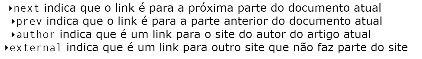 ▸next indica que o link é para a próxima parte do documento atual
▸prev indica que o link é para a parte anterior do documento atual
▸author indica que é um link para o site do autor do artigo atual
▸external indica que é um link para outro site que não faz parte do site